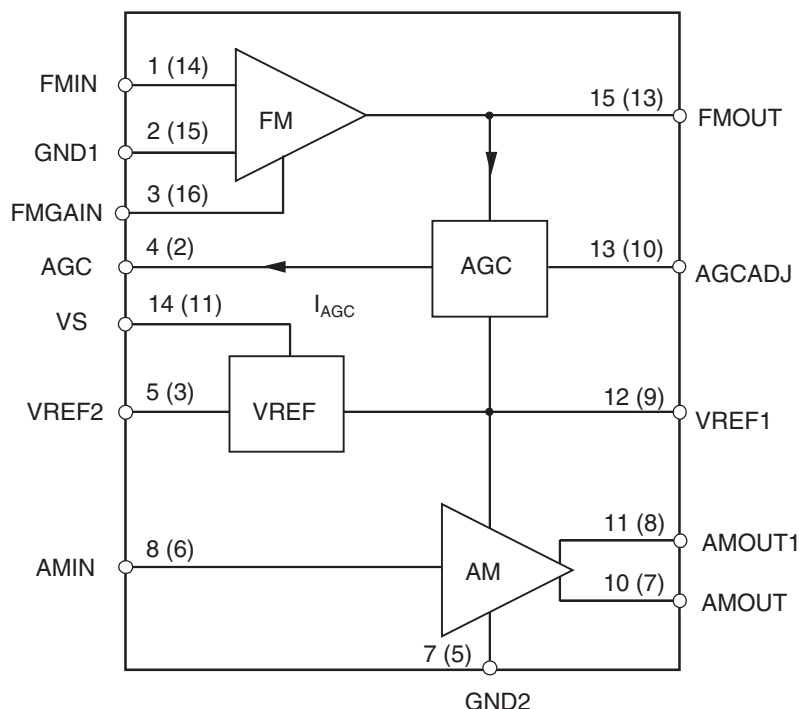 FMIN
1 (14)
FM
15 (13)
FMOUT
GND1
2 (15)
FMGAIN
3 (16)
AGC
4 (2)
AGC
13 (10)
AGCADJ
VS
14 (11)
IAGC
VREF2
5 (3)
VREF
12 (9)
VREF1
AMIN
8 (6)
AM
11 (8)
AMOUT1
10 (7)
AMOUT
7 (5)
GND2